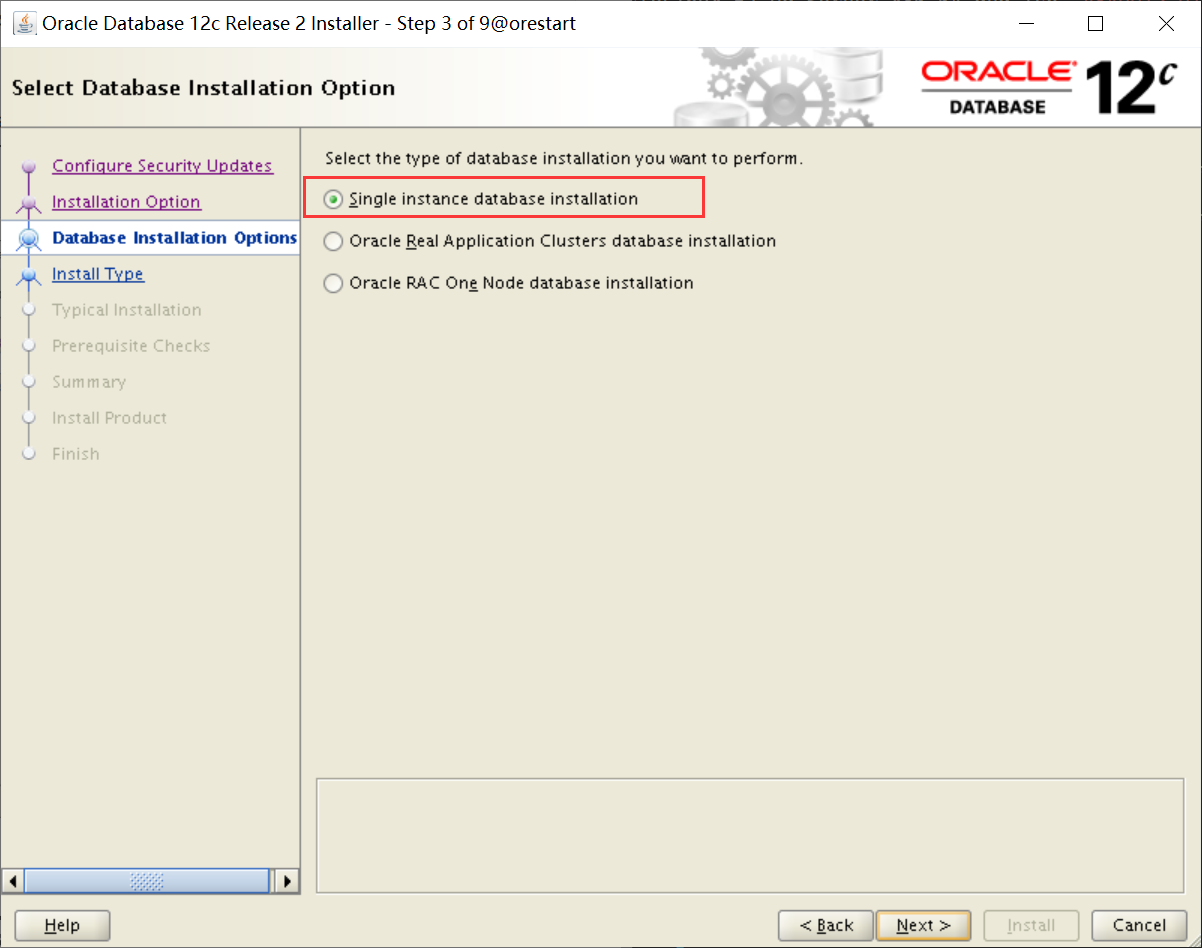 Oracle Database 12c Release 2 Installer - Step 3 of 9@orestart
Select Database Installation Option
ORACLE®
DATABASE
12c
Configure Security Updates
Installation Option
Database Installation Options
Install Type
Typical Installation
Prerequisite Checks
Summary
Install Product
Finish
Select the type of database installation you want to perform.
Single instance database installation
Oracle Real Application Clusters database installation
Oracle RAC One Node database installation
Help
< Back
Next >
Install
Cancel